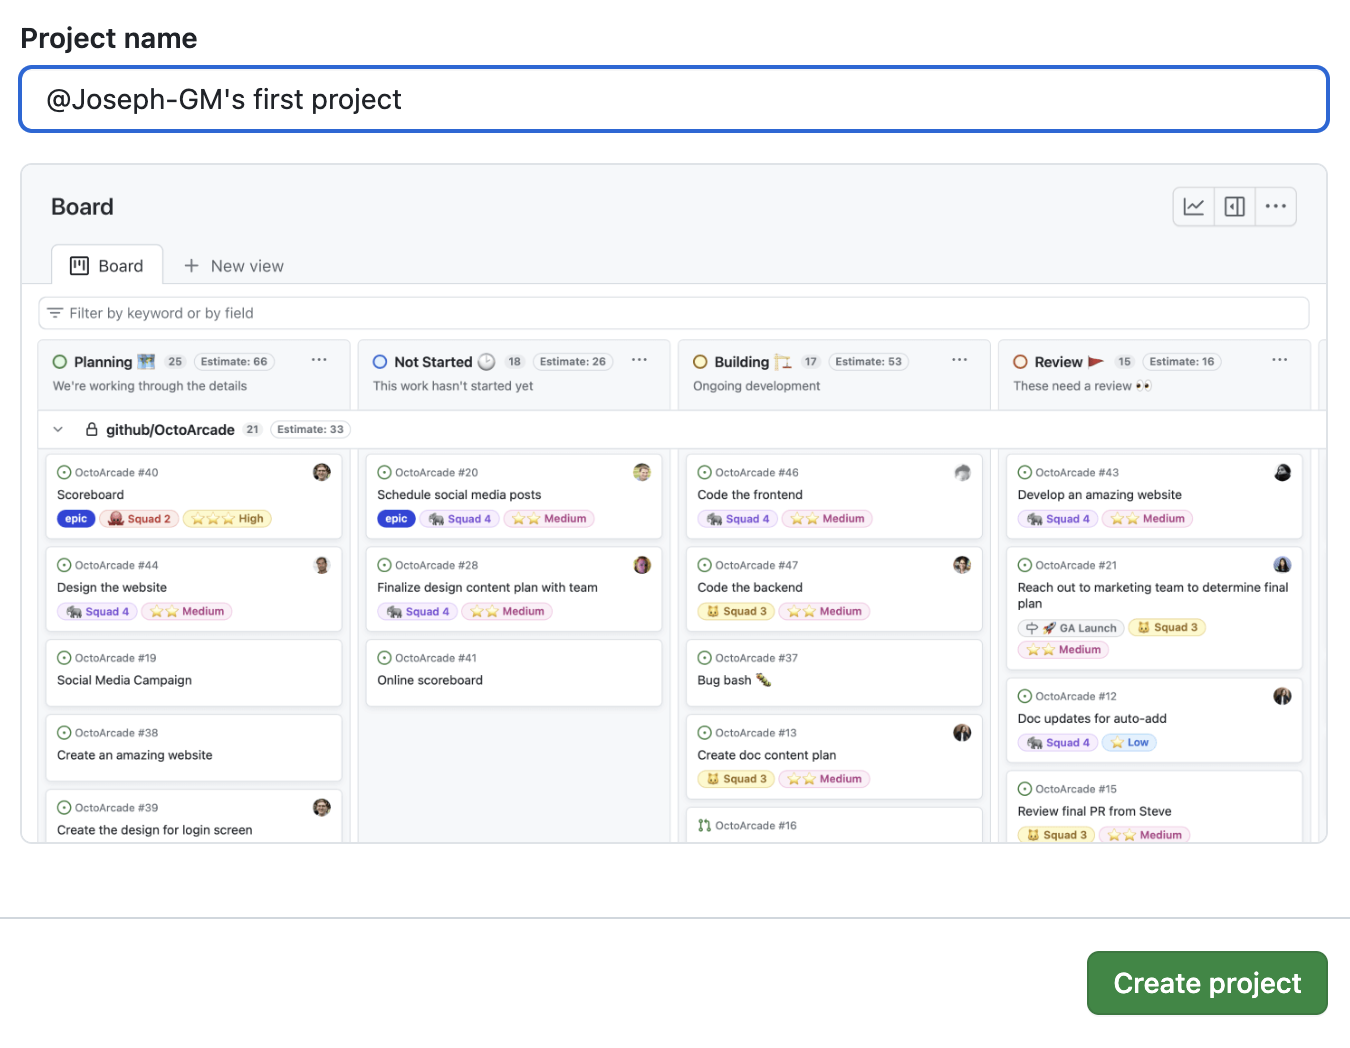 Project name
@Joseph-GM's first project
Board
Board
New view
Filter by keyword or by field
Planning 25 Estimate: 66
We're working through the details
Not Started 18 Estimate: 26
This work hasn't started yet
Building 17 Estimate: 53
Ongoing development
Review 15 Estimate: 16
These need a review
github/OctoArcade 21 Estimate: 33
OctoArcade #40
Scoreboard
epic Squad 2 High
OctoArcade #44
Design the website
Squad 4 Medium
OctoArcade #19
Social Media Campaign
OctoArcade #38
Create an amazing website
OctoArcade #39
Create the design for login screen
OctoArcade #20
Schedule social media posts
epic Squad 4 Medium
OctoArcade #28
Finalize design content plan with team
Squad 4 Medium
OctoArcade #41
Online scoreboard
OctoArcade #46
Code the frontend
Squad 4 Medium
OctoArcade #47
Code the backend
Squad 3 Medium
OctoArcade #37
Bug bash
OctoArcade #13
Create doc content plan
Squad 3 Medium
OctoArcade #16
OctoArcade #43
Develop an amazing website
Squad 4 Medium
OctoArcade #21
Reach out to marketing team to determine final
plan
GA Launch Squad 3
Medium
OctoArcade #12
Doc updates for auto-add
Squad 4 Low
OctoArcade #15
Review final PR from Steve
Squad 3 Medium
Create project